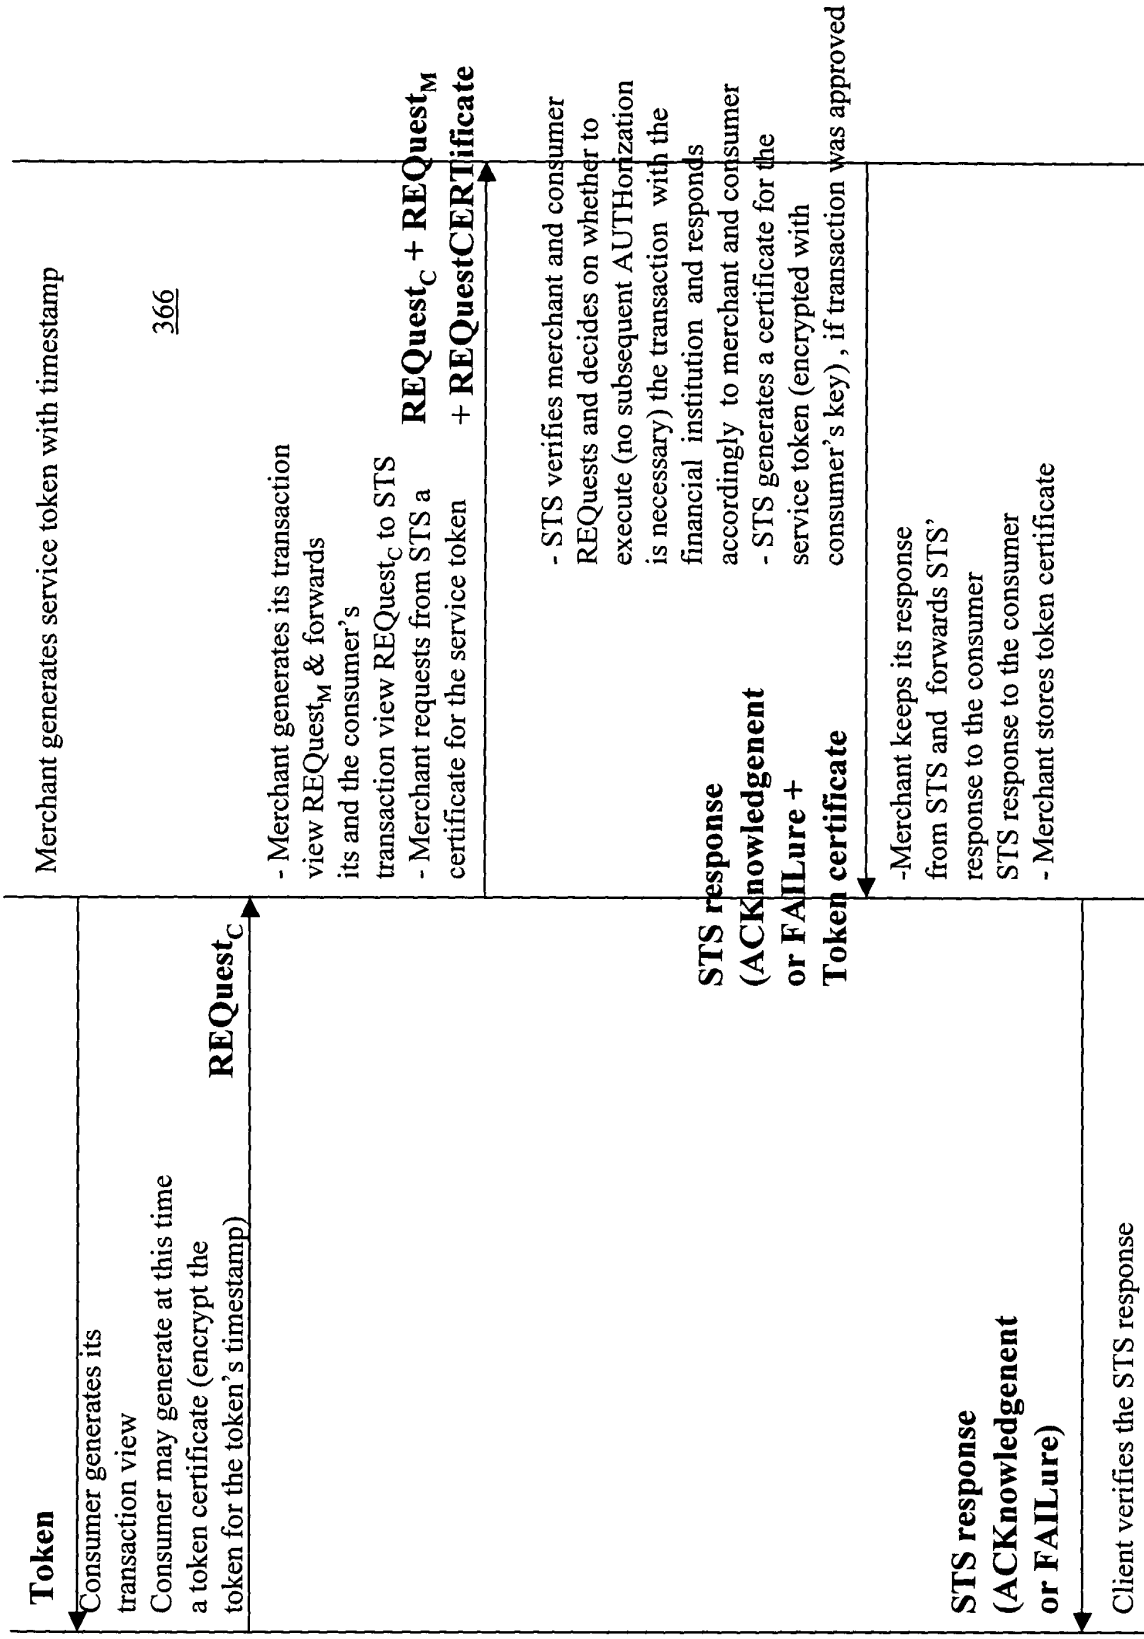 Merchant generates service token with timestamp
366
Token
Consumer generates its
transaction view
Consumer may generate at this time
a token certificate (encrypt the
token for the token's timestamp)
REQuestC
- Merchant generates its transaction
view REQuestM & forwards
its and the consumer's
transaction view REQuestC to STS
- Merchant requests from STS a
certificate for the service token
REQuestC + REQuestM
+ REQuestCERTificate
- STS verifies merchant and consumer
REQuests and decides on whether to
execute (no subsequent AUTHorization
is necessary) the transaction with the
financial institution and responds
accordingly to merchant and consumer
- STS generates a certificate for the
service token (encrypted with
consumer's key), if transaction was approved
STS response
(ACKnowledgenent
or FAILure +
Token certificate
-Merchant keeps its response
from STS and forwards STS'
response to the consumer
STS response to the consumer
- Merchant stores token certificate
STS response
(ACKnowledgenent
or FAILure)
Client verifies the STS response